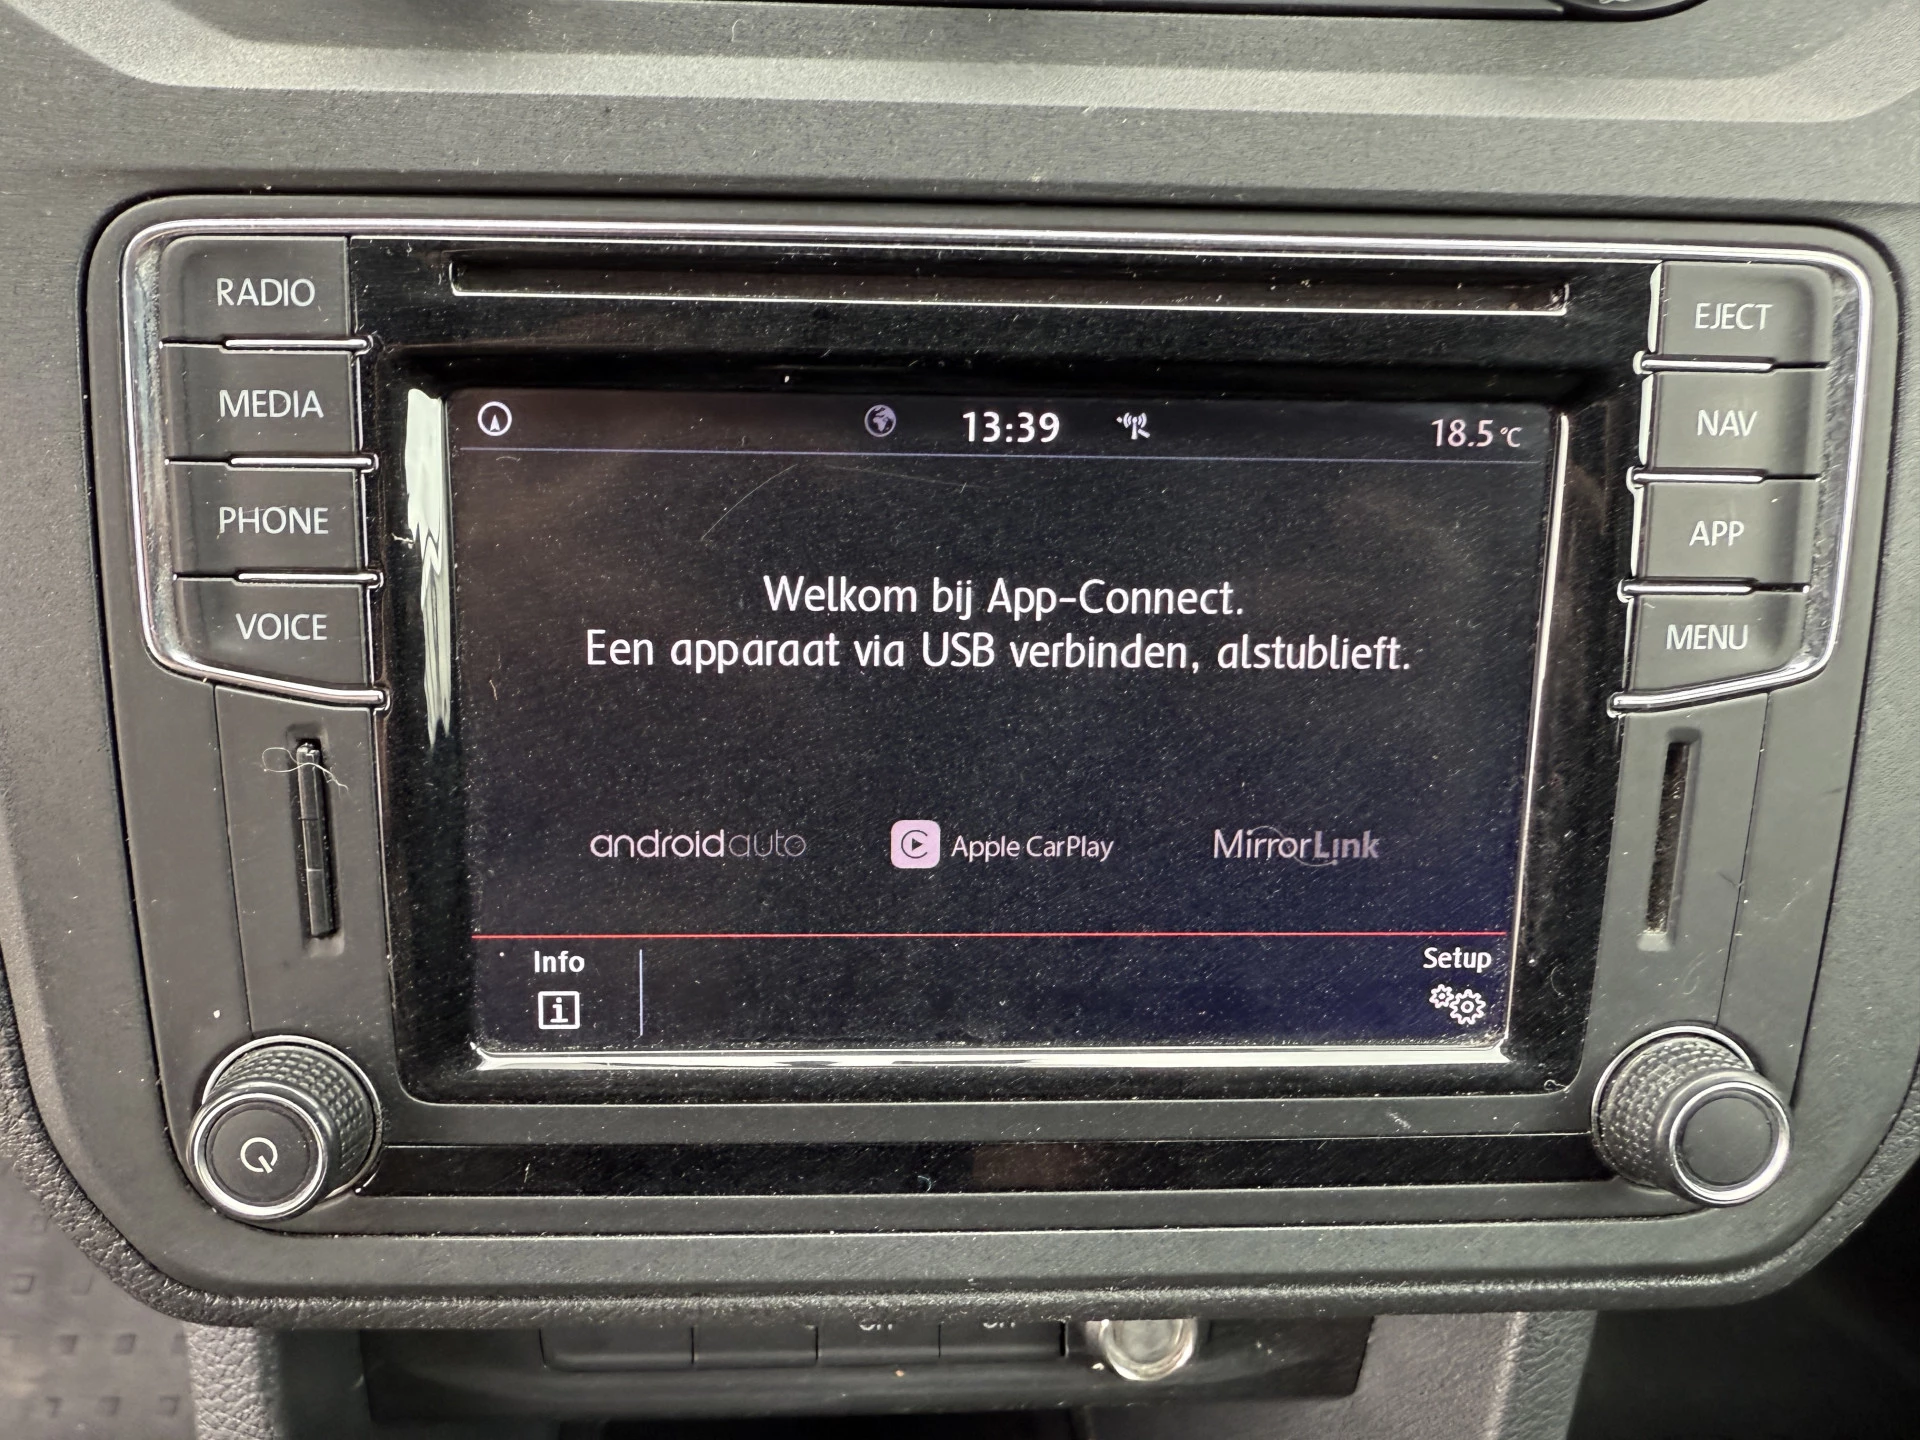 RADIO
MEDIA
PHONE
VOICE
EJECT
NAV
APP
MENU
13:39
18.5°C
Welkom bij App-Connect.
Een apparaat via USB verbinden, alstublieft.
androidauto
Apple CarPlay
MirrorLink
Info
Setup